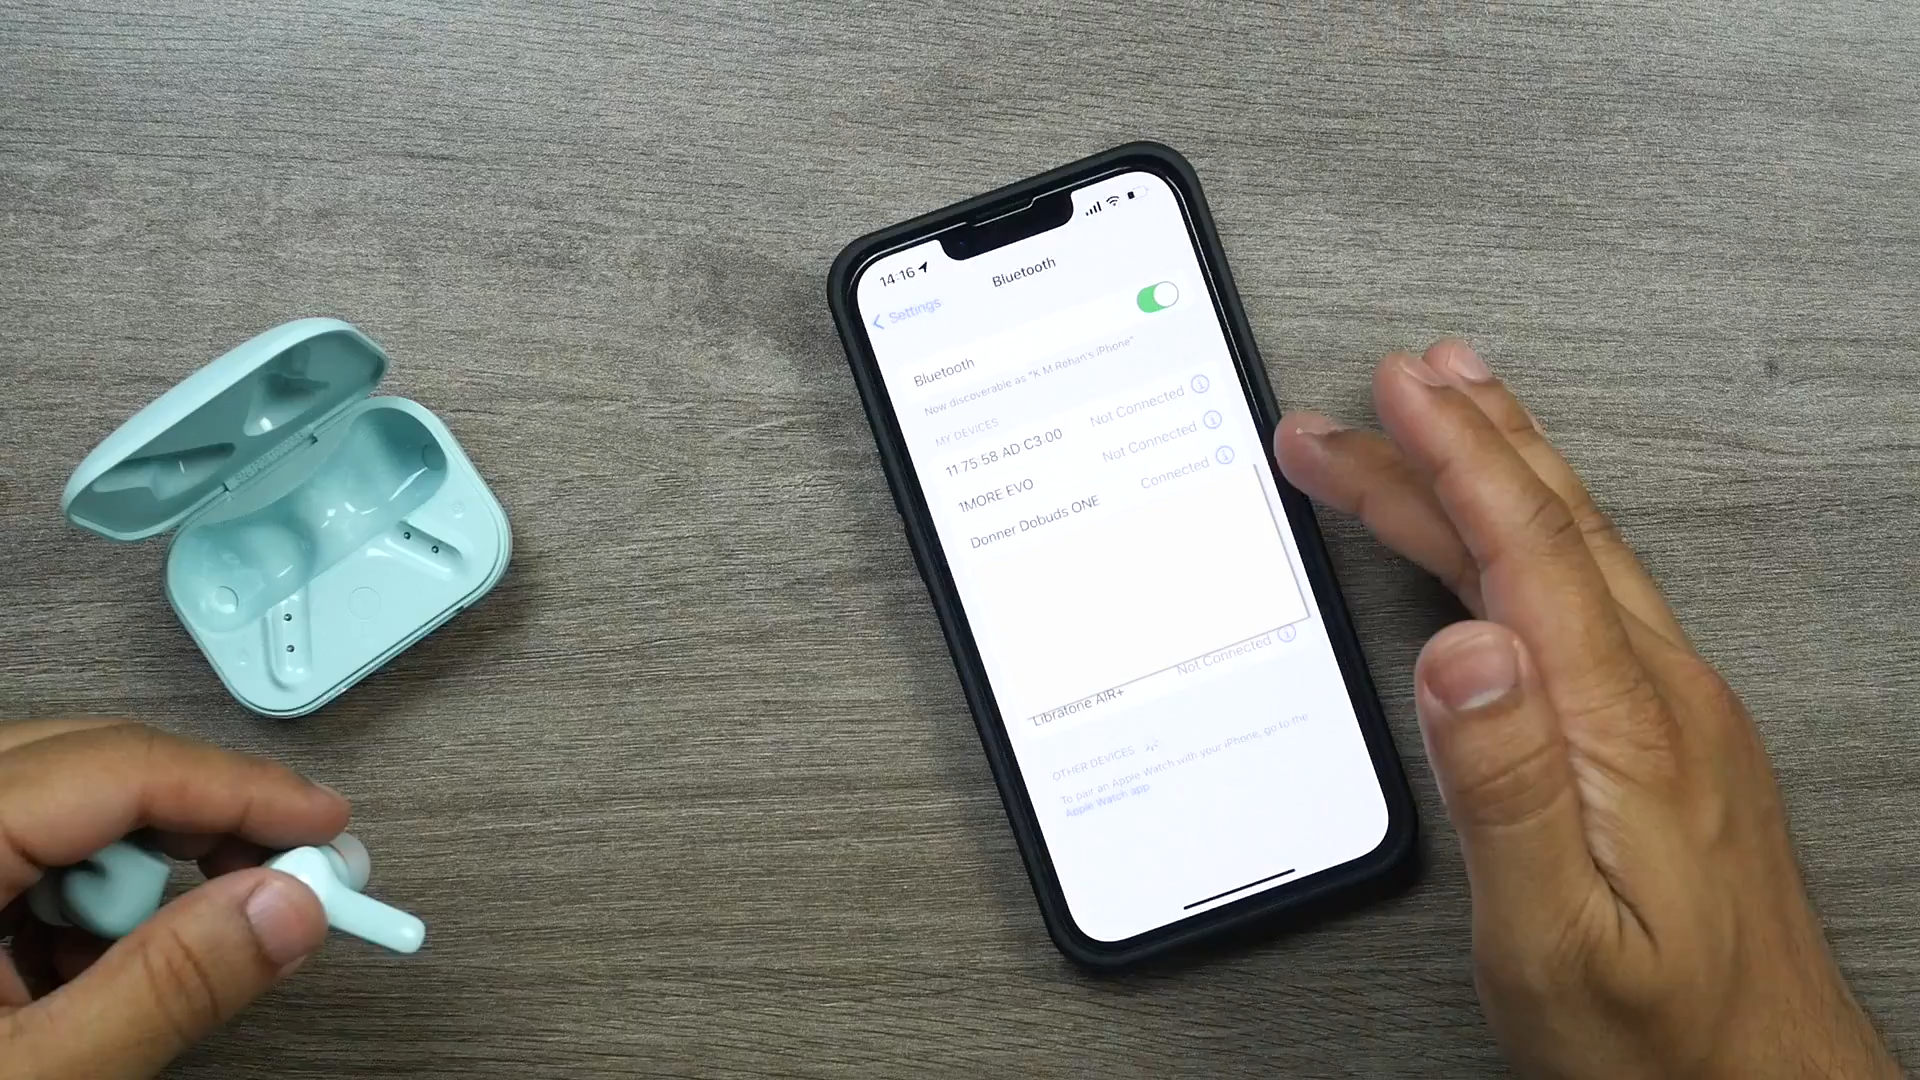 14:16
Settings
Bluetooth
Bluetooth
Now discoverable as "K M Rehan's iPhone"
MY DEVICES
11:75:58 AD C3:00 Not Connected
1MORE EVO Not Connected
Donner Dobuds ONE Connected
Libratone AIR+ Not Connected
OTHER DEVICES
To pair an Apple Watch with your iPhone, go to the
Apple Watch app.